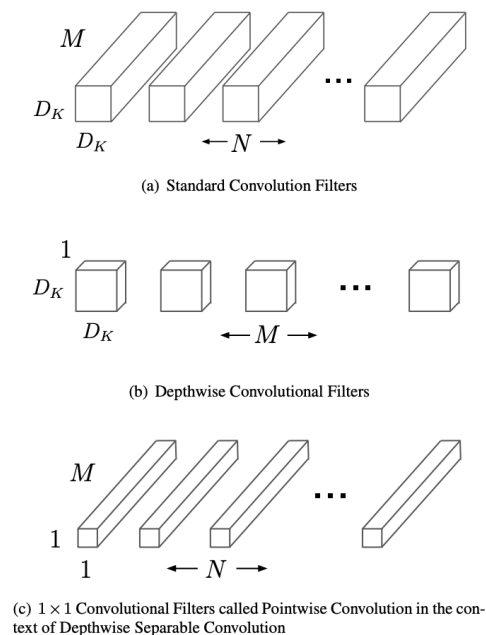 M
D_K
D_K
N
...
(a) Standard Convolution Filters
1
D_K
D_K
M
...
(b) Depthwise Convolutional Filters
M
1
1
N
...
(c) 1 × 1 Convolutional Filters called Pointwise Convolution in the con-
text of Depthwise Separable Convolution